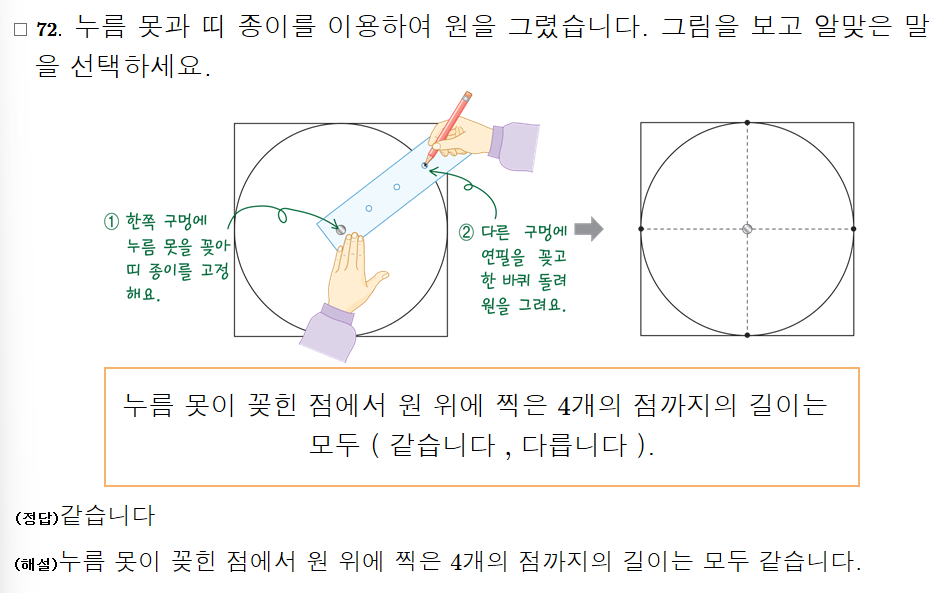 □ 72. 누름 못과 띠 종이를 이용하여 원을 그렸습니다. 그림을 보고 알맞은 말
을 선택하세요.
① 한쪽 구멍에
누름 못을 꽂아
띠 종이를 고정
해요.
② 다른 구멍에
연필을 꽂고
한 바퀴 돌려
원을 그려요.
누름 못이 꽂힌 점에서 원 위에 찍은 4개의 점까지의 길이는
모두 ( 같습니다 , 다릅니다 ).
(정답)같습니다
(해설)누름 못이 꽂힌 점에서 원 위에 찍은 4개의 점까지의 길이는 모두 같습니다.